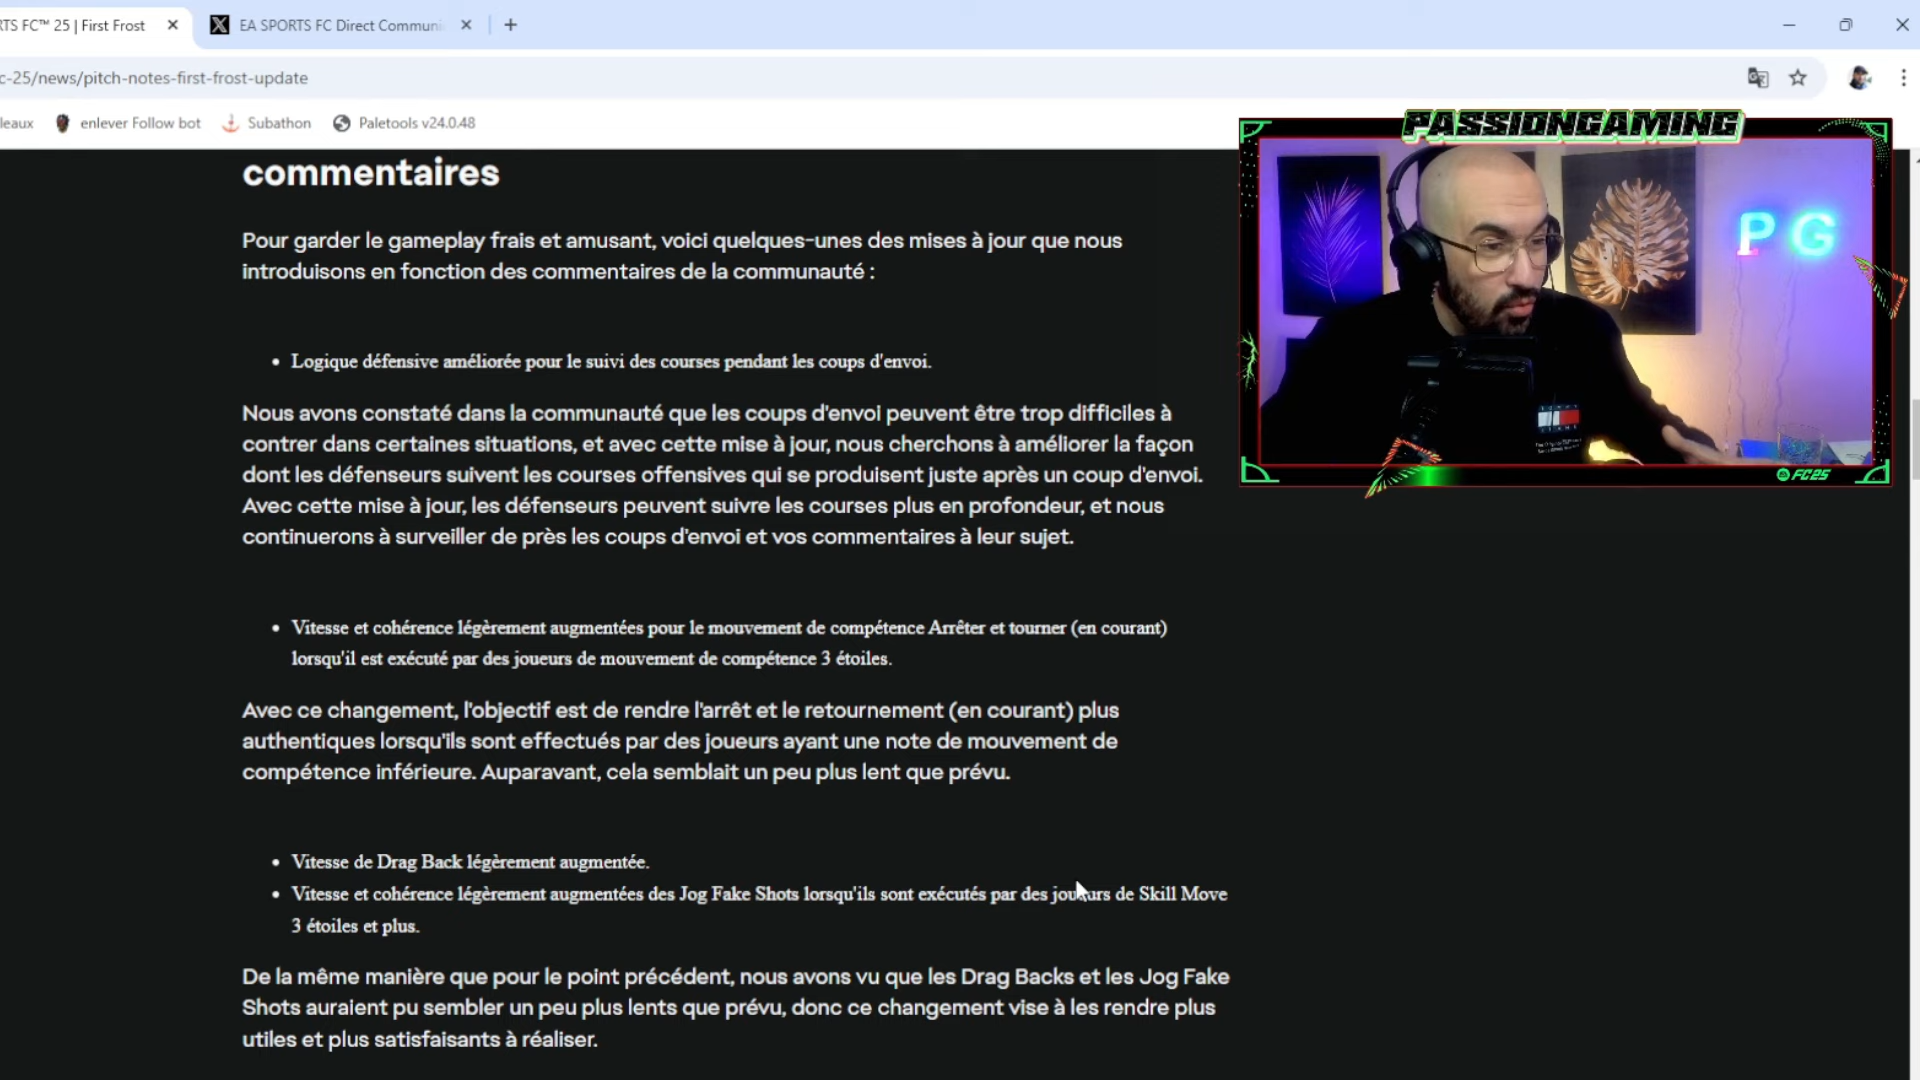 RTS FC™ 25 | First Frost
EA SPORTS FC Direct Communi
c-25/news/pitch-notes-first-frost-update
leaux enlever Follow bot Subathon Paletools v24.0.48
PASSIONGAMING
P G
FC25
commentaires
Pour garder le gameplay frais et amusant, voici quelques-unes des mises à jour que nous
introduisons en fonction des commentaires de la communauté :
• Logique défensive améliorée pour le suivi des courses pendant les coups d'envoi.
Nous avons constaté dans la communauté que les coups d'envoi peuvent être trop difficiles à
contrer dans certaines situations, et avec cette mise à jour, nous cherchons à améliorer la façon
dont les défenseurs suivent les courses offensives qui se produisent juste après un coup d'envoi.
Avec cette mise à jour, les défenseurs peuvent suivre les courses plus en profondeur, et nous
continuerons à surveiller de près les coups d'envoi et vos commentaires à leur sujet.
• Vitesse et cohérence légèrement augmentées pour le mouvement de compétence Arrêter et tourner (en courant)
lorsqu'il est exécuté par des joueurs de mouvement de compétence 3 étoiles.
Avec ce changement, l'objectif est de rendre l'arrêt et le retournement (en courant) plus
authentiques lorsqu'ils sont effectués par des joueurs ayant une note de mouvement de
compétence inférieure. Auparavant, cela semblait un peu plus lent que prévu.
• Vitesse de Drag Back légèrement augmentée.
• Vitesse et cohérence légèrement augmentées des Jog Fake Shots lorsqu'ils sont exécutés par des joueurs de Skill Move
3 étoiles et plus.
De la même manière que pour le point précédent, nous avons vu que les Drag Backs et les Jog Fake
Shots auraient pu sembler un peu plus lents que prévu, donc ce changement vise à les rendre plus
utiles et plus satisfaisants à réaliser.